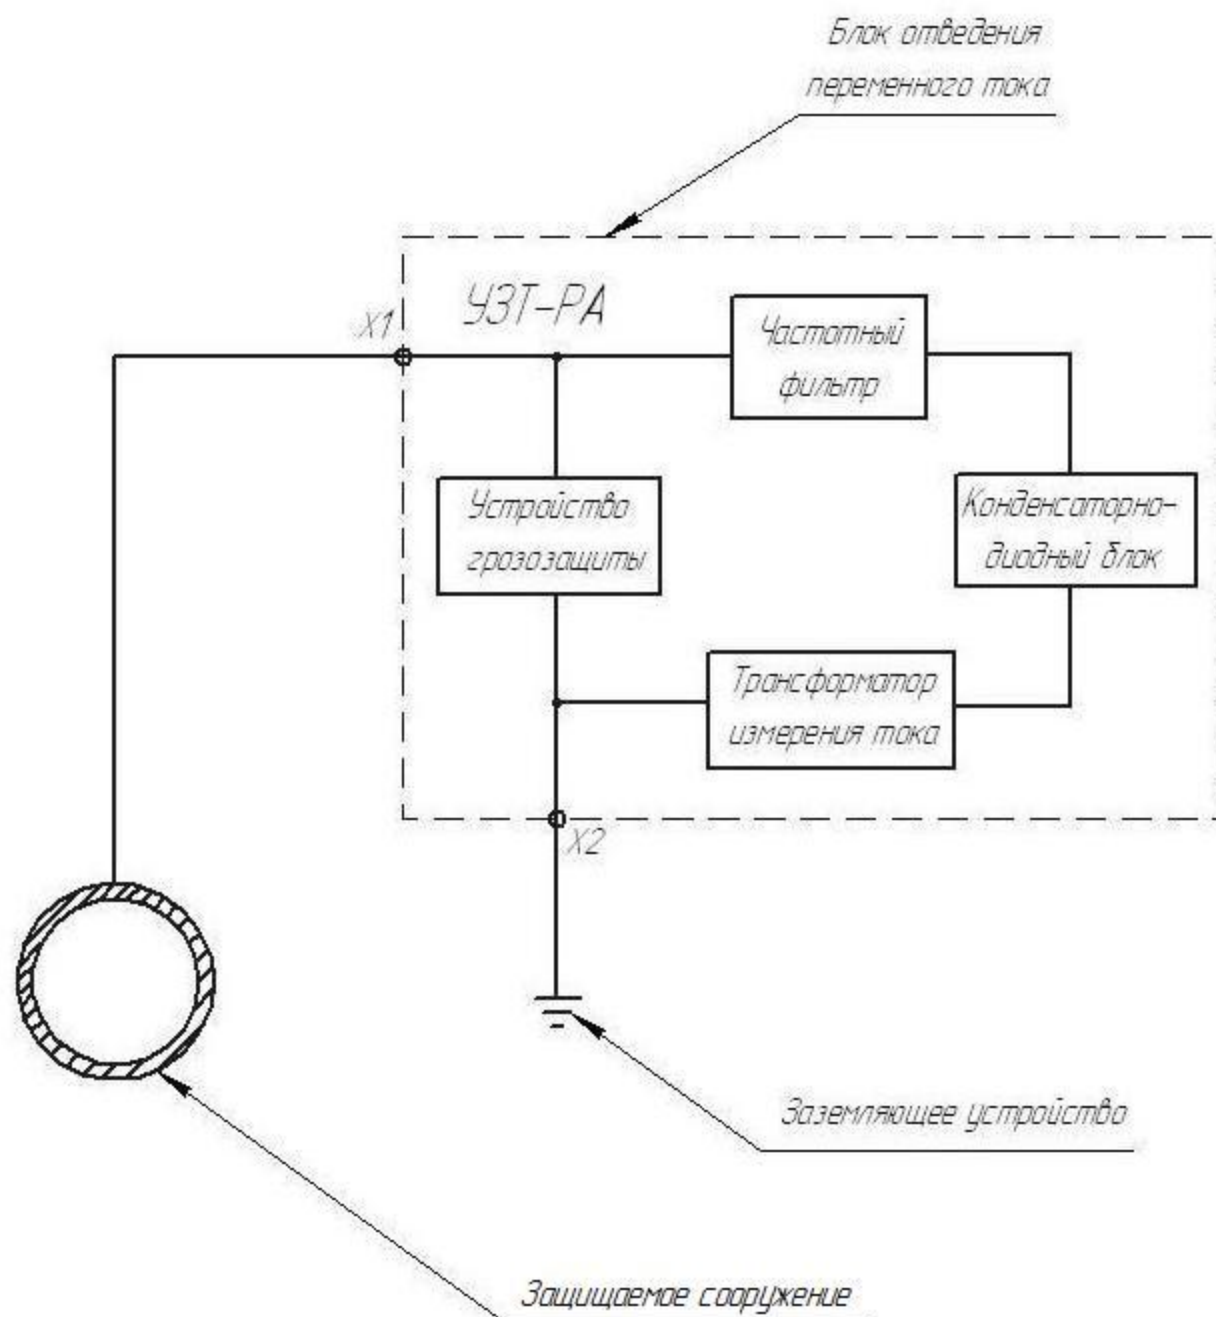 Блок отведения
переменного тока
УЗТ-РА
X1
Частотный
фильтр
Устройство
грозозащиты
Конденсаторно-
диодный блок
Трансформатор
измерения тока
X2
Заземляющее устройство
Защищаемое сооружение